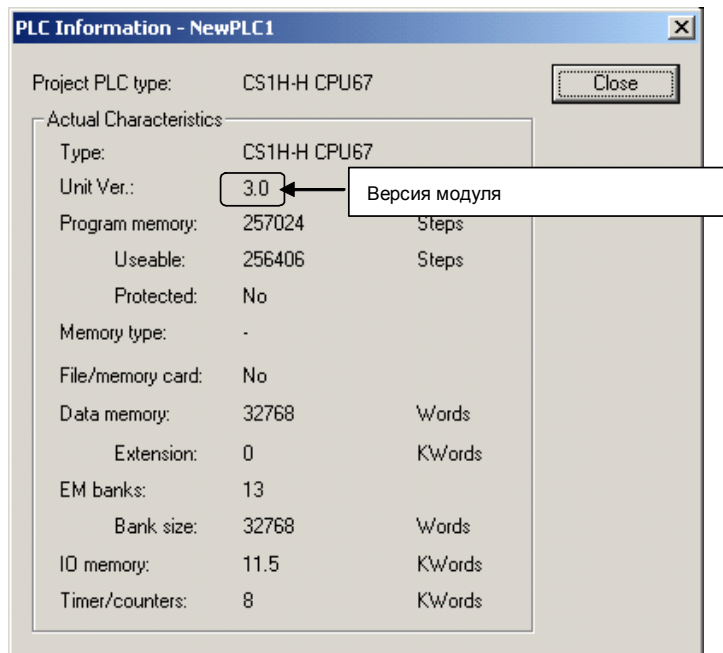 PLC Information - NewPLC1
Project PLC type: CS1H-H CPU67 Close
Actual Characteristics
Type: CS1H-H CPU67
Unit Ver.: 3.0 Версия модуля
Program memory: 257024 Steps
Useable: 256406 Steps
Protected: No
Memory type: -
File/memory card: No
Data memory: 32768 Words
Extension: 0 KWords
EM banks: 13
Bank size: 32768 Words
IO memory: 11.5 KWords
Timer/counters: 8 KWords